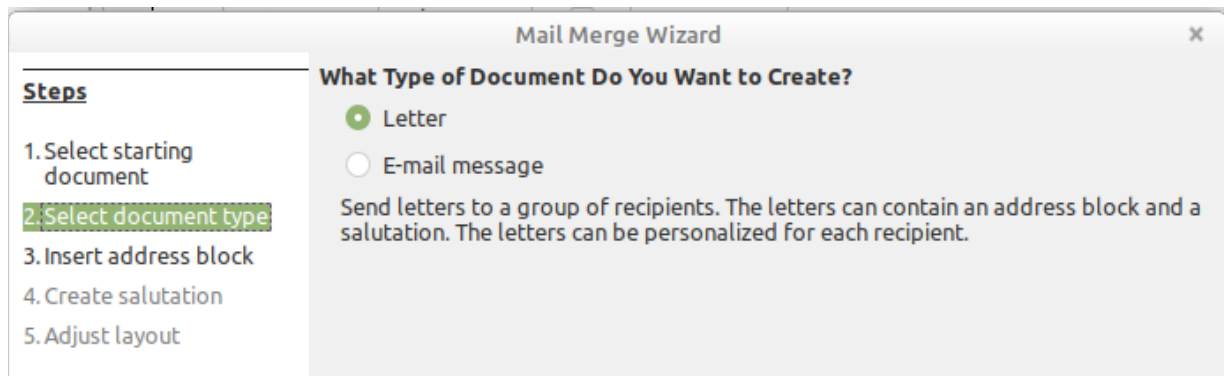 Mail Merge Wizard
Steps
1. Select starting
document
2. Select document type
3. Insert address block
4. Create salutation
5. Adjust layout
What Type of Document Do You Want to Create?
Letter
E-mail message
Send letters to a group of recipients. The letters can contain an address block and a
salutation. The letters can be personalized for each recipient.